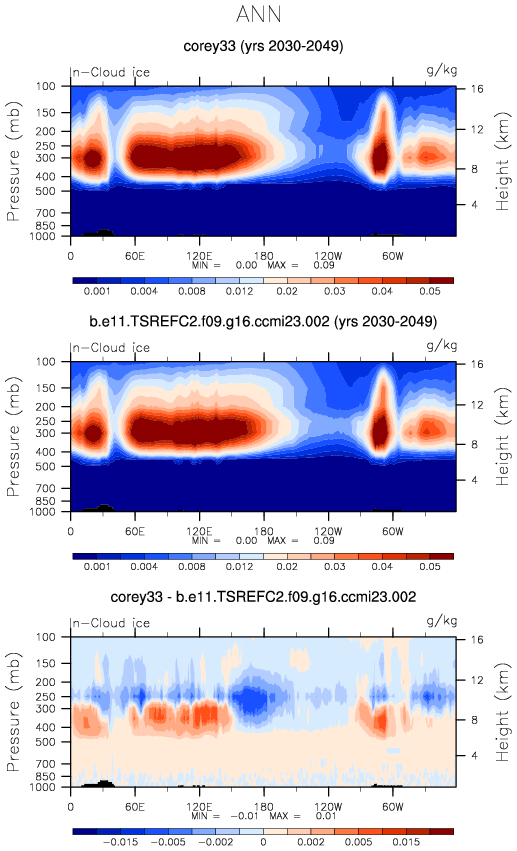 ANN
corey33 (yrs 2030-2049)
In-Cloud ice g/kg
Pressure (mb)
100
150
200
250
300
400
500
700
850
1000
16
12
8
4
Height (km)
0 60E 120E 180 120W 60W
MIN = 0.00 MAX = 0.09
0.001 0.004 0.008 0.012 0.02 0.03 0.04 0.05
b.e11.TSREFC2.f09.g16.ccmi23.002 (yrs 2030-2049)
In-Cloud ice g/kg
Pressure (mb)
100
150
200
250
300
400
500
700
850
1000
16
12
8
4
Height (km)
0 60E 120E 180 120W 60W
MIN = 0.00 MAX = 0.09
0.001 0.004 0.008 0.012 0.02 0.03 0.04 0.05
corey33 - b.e11.TSREFC2.f09.g16.ccmi23.002
In-Cloud ice g/kg
Pressure (mb)
100
150
200
250
300
400
500
700
850
1000
16
12
8
4
Height (km)
0 60E 120E 180 120W 60W
MIN = -0.01 MAX = 0.01
-0.015 -0.005 -0.002 0 0.002 0.005 0.015